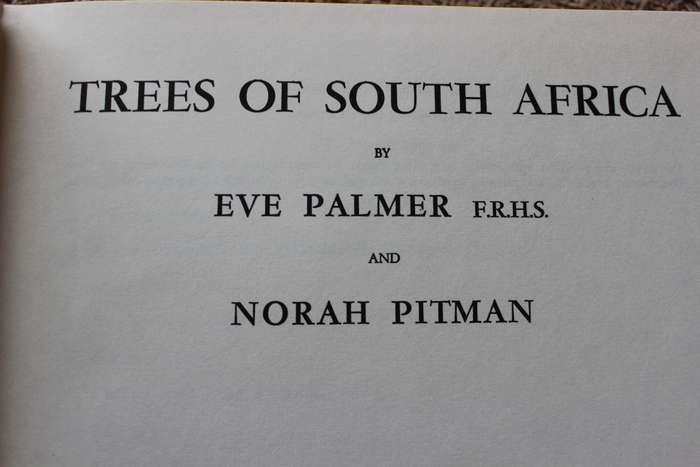 TREES OF SOUTH AFRICA
BY
EVE PALMER F.R.H.S.
AND
NORAH PITMAN